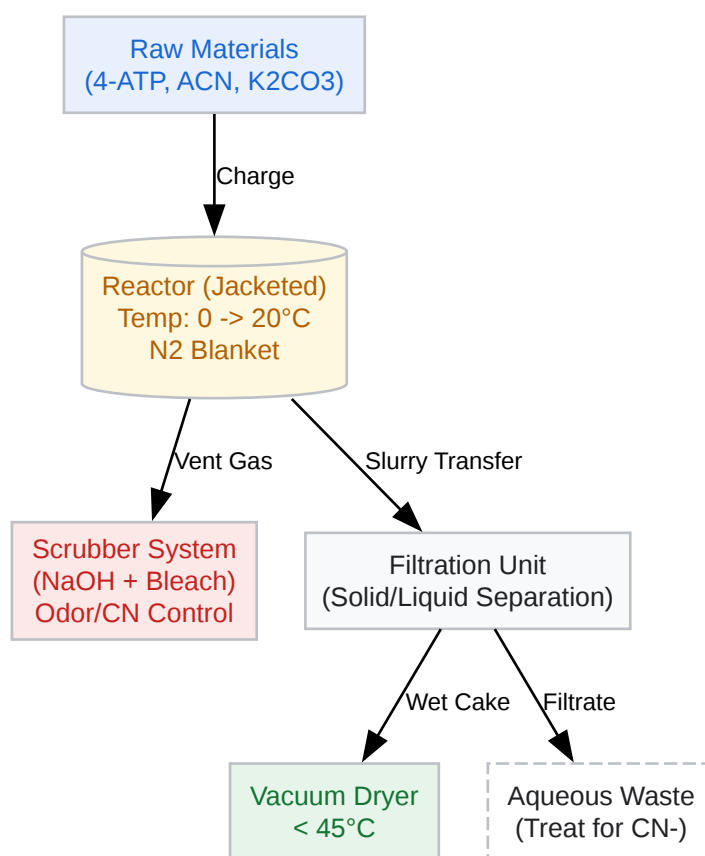 Raw Materials
(4-ATP, ACN, K2CO3)
Charge
Reactor (Jacketed)
Temp: 0 -> 20°C
N2 Blanket
Vent Gas
Slurry Transfer
Scrubber System
(NaOH + Bleach)
Odor/CN Control
Filtration Unit
(Solid/Liquid Separation)
Wet Cake
Filtrate
Vacuum Dryer
< 45°C
Aqueous Waste
(Treat for CN-)